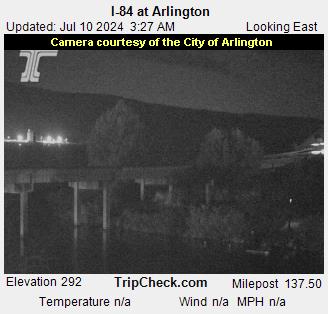 I-84 at Arlington
Updated: Jul 10 2024 3:27 AM Looking East
Camera courtesy of the City of Arlington
Elevation 292 TripCheck.com Milepost 137.50
Temperature n/a Wind n/a MPH n/a